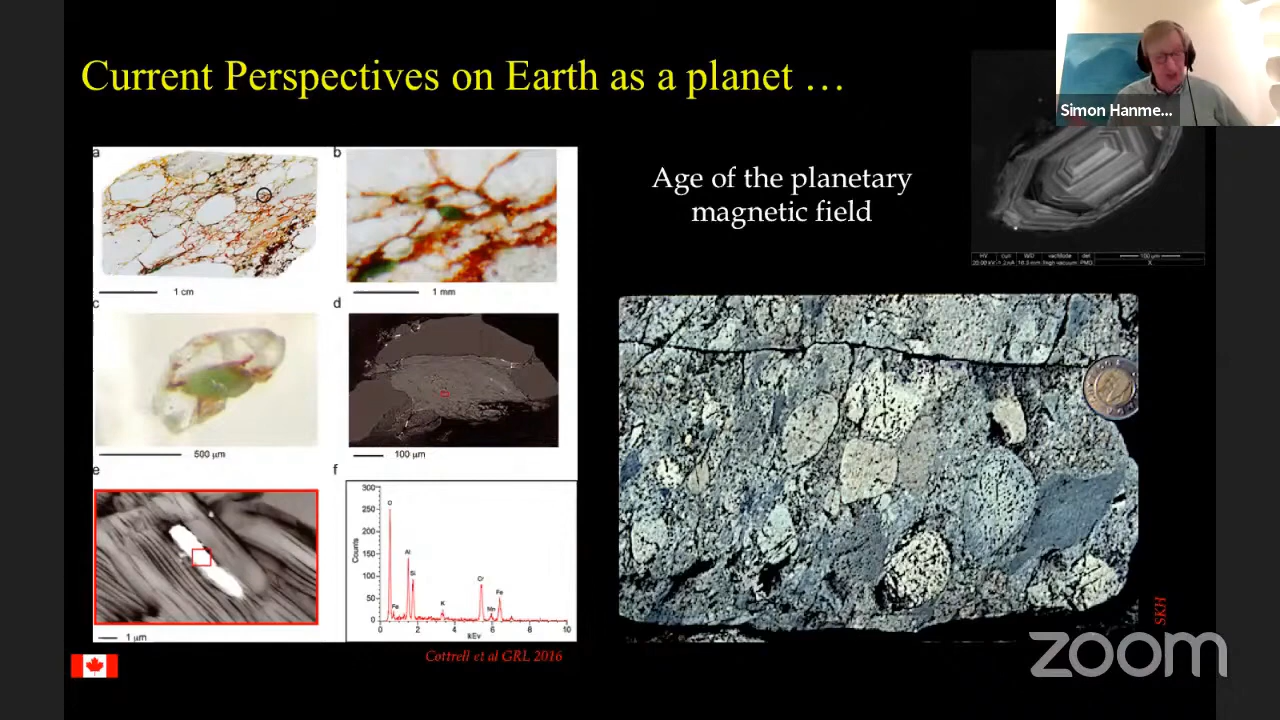 Current Perspectives on Earth as a planet …
Simon Hanme...
Age of the planetary
magnetic field
a
b
1 cm
1 mm
c
d
500 µm
100 µm
e
f
Counts
300
250
200
150
100
50
0
O
Fe
Al
Si
K
Cr
Mn
Fe
0
2
4
6
8
10
kEv
1 µm
Cottrell et al GRL 2016
SKH
zoom